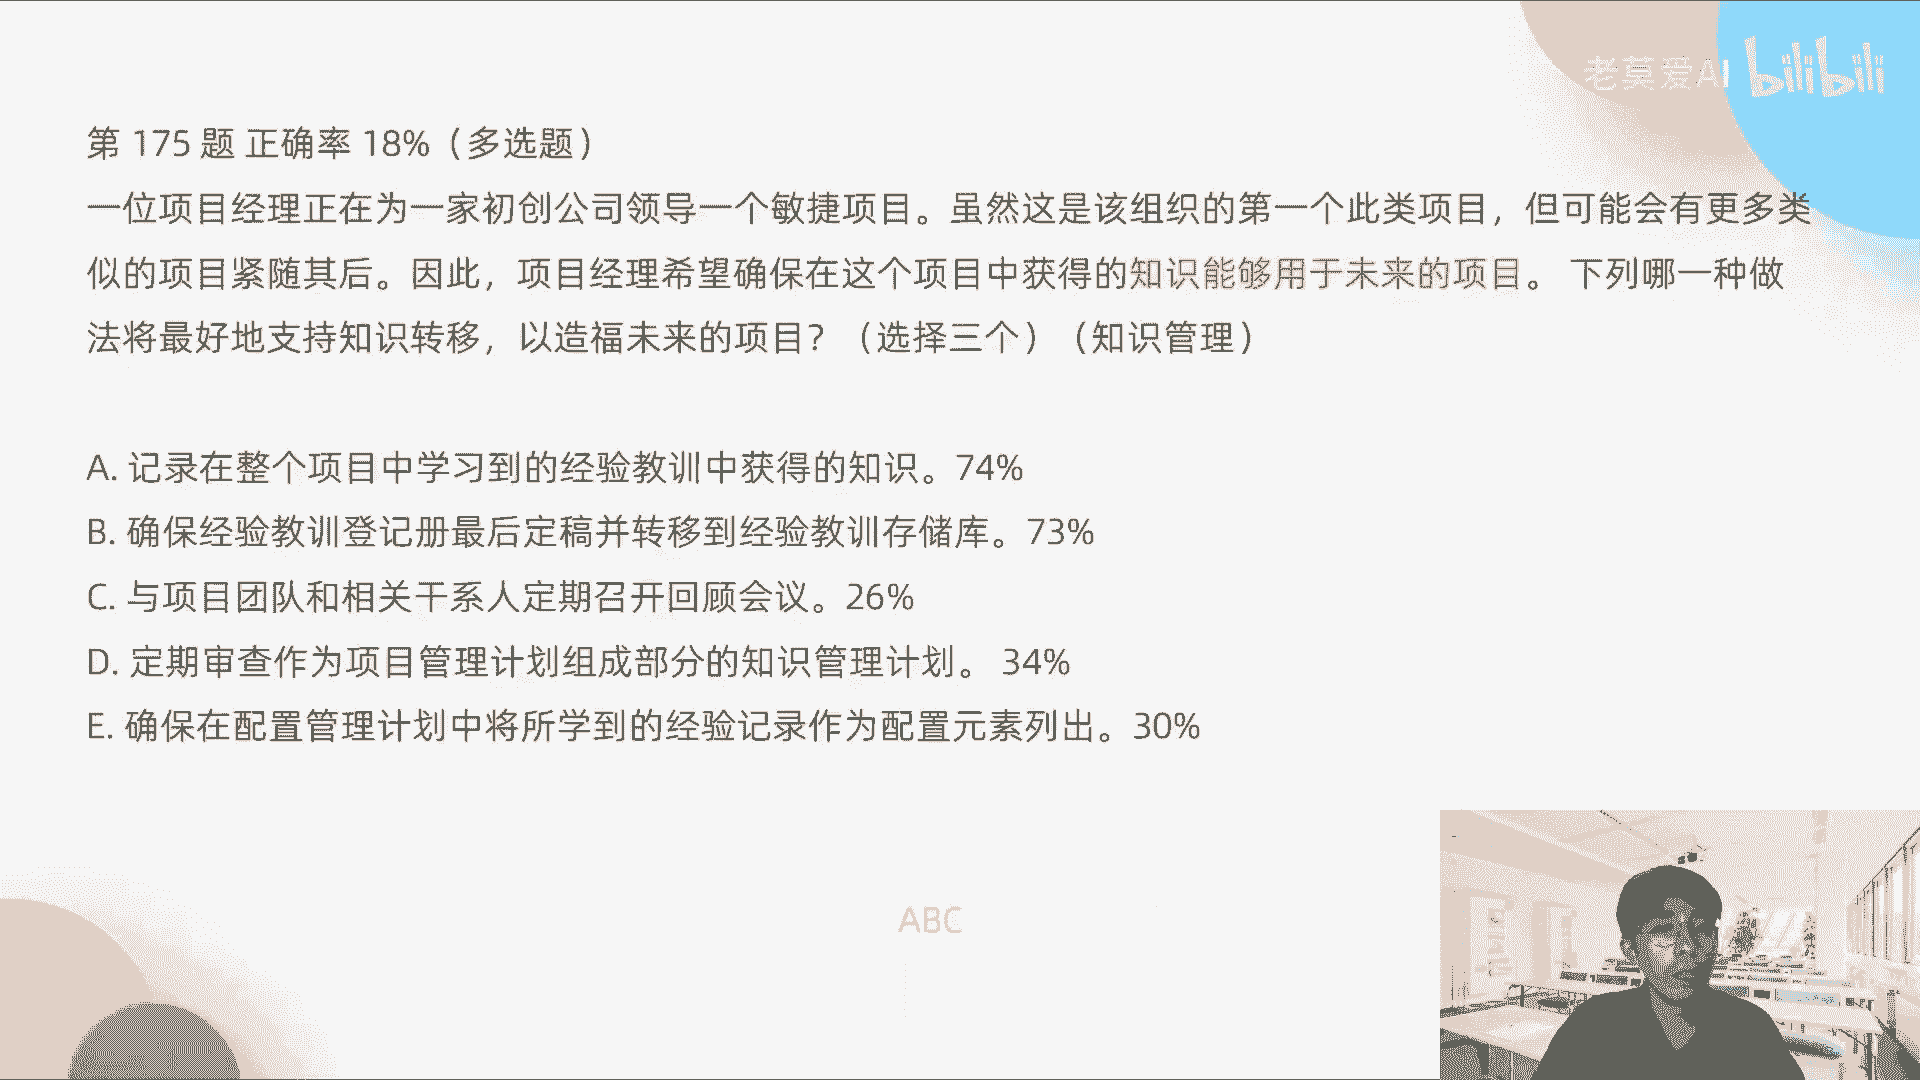 老莫爱AI bilibili
第 175 题 正确率 18%（多选题）
一位项目经理正在为一家初创公司领导一个敏捷项目。虽然这是该组织的第一个此类项目，但可能会有更多类
似的项目紧随其后。因此，项目经理希望确保在这个项目中获得的知识能够用于未来的项目。 下列哪一种做
法将最好地支持知识转移，以造福未来的项目？（选择三个）（知识管理）
A. 记录在整个项目中学习到的经验教训中获得的知识。74%
B. 确保经验教训登记册最后定稿并转移到经验教训存储库。73%
C. 与项目团队和相关干系人定期召开回顾会议。26%
D. 定期审查作为项目管理计划组成部分的知识管理计划。 34%
E. 确保在配置管理计划中将所学到的经验记录作为配置元素列出。30%
ABC